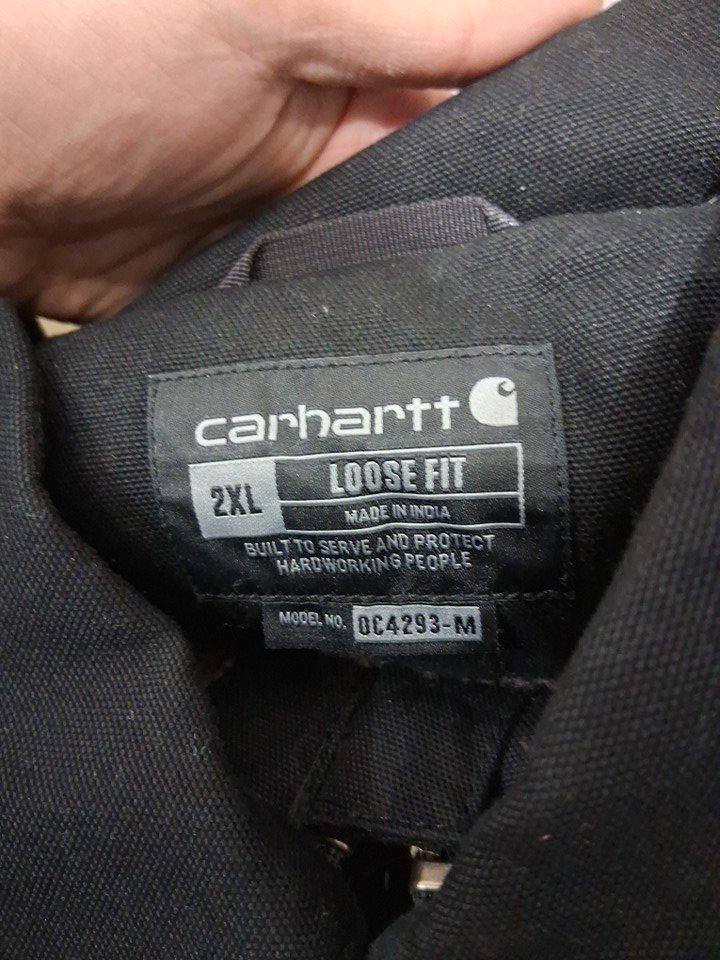 carhartt
2XL LOOSE FIT
MADE IN INDIA
BUILT TO SERVE AND PROTECT
HARDWORKING PEOPLE
MODEL NO. OC4293-M